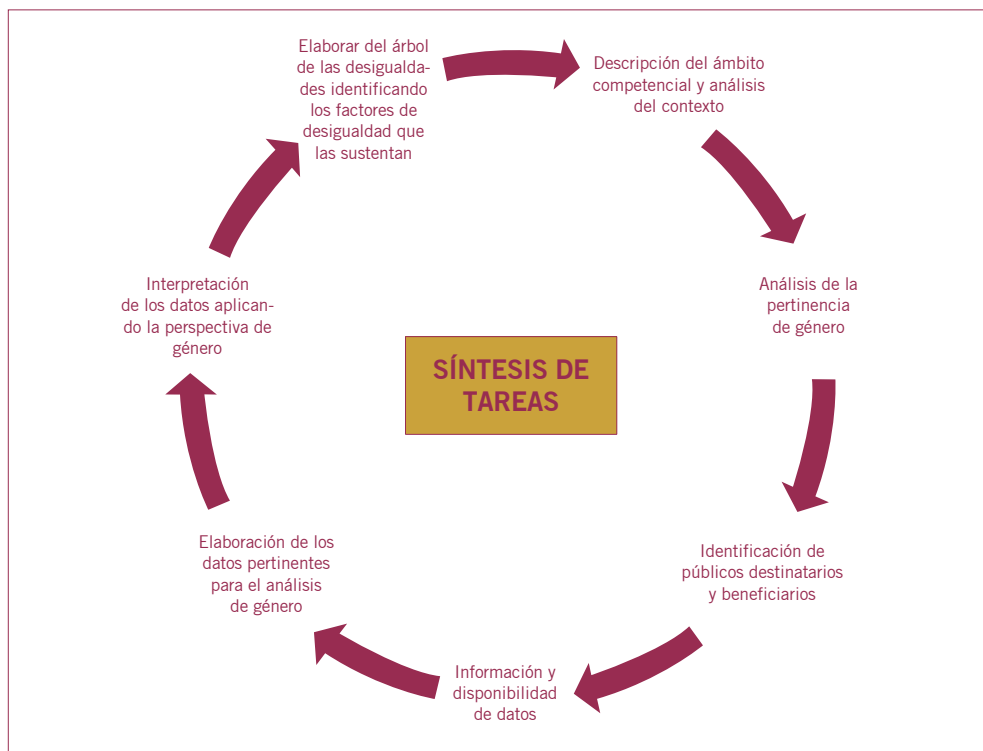 Elaborar del árbol
de las desigualda-
des identificando
los factores de
desigualdad que
las sustentan
Descripción del ámbito
competencial y análisis
del contexto
Análisis de la
pertinencia
de género
Identificación de
públicos destinatarios
y beneficiarios
Información y
disponibilidad
de datos
Elaboración de los
datos pertinentes
para el análisis
de género
Interpretación
de los datos aplican-
do la perspectiva de
género
SÍNTESIS DE
TAREAS